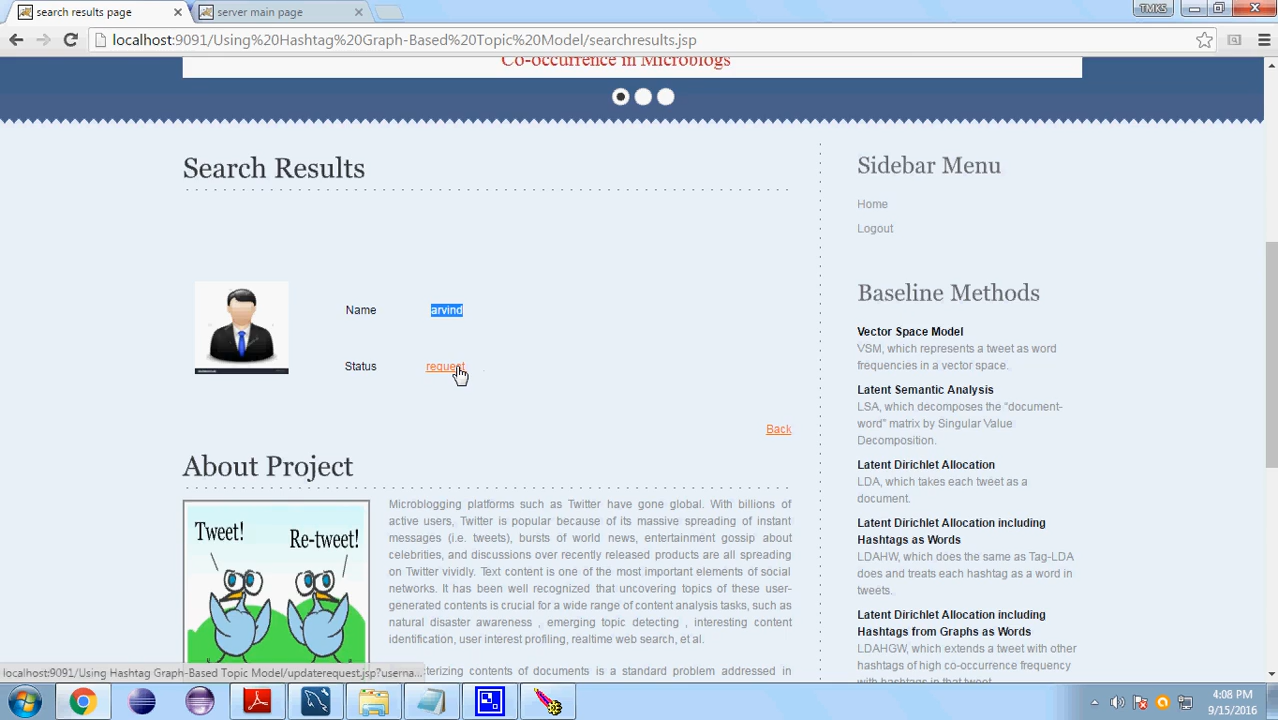 search results page
server main page
TMKS
localhost:9091/Using%20Hashtag%20Graph-Based%20Topic%20Model/searchresults.jsp
Co-occurrence in Microblogs
Search Results
Name arvind
Status request
Back
About Project
Tweet!
Re-tweet!
Microblogging platforms such as Twitter have gone global. With billions of
active users, Twitter is popular because of its massive spreading of instant
messages (i.e. tweets), bursts of world news, entertainment gossip about
celebrities, and discussions over recently released products are all spreading
on Twitter vividly. Text content is one of the most important elements of social
networks. It has been well recognized that uncovering topics of these user-
generated contents is crucial for a wide range of content analysis tasks, such as
natural disaster awareness , emerging topic detecting , interesting content
identification, user interest profiling, realtime web search, et al.
cterizing contents of documents is a standard problem addressed in
Sidebar Menu
Home
Logout
Baseline Methods
Vector Space Model
VSM, which represents a tweet as word
frequencies in a vector space.
Latent Semantic Analysis
LSA, which decomposes the “document-
word” matrix by Singular Value
Decomposition.
Latent Dirichlet Allocation
LDA, which takes each tweet as a
document.
Latent Dirichlet Allocation including
Hashtags as Words
LDAHW, which does the same as Tag-LDA
does and treats each hashtag as a word in
tweets.
Latent Dirichlet Allocation including
Hashtags from Graphs as Words
LDAHGW, which extends a tweet with other
hashtags of high co-occurrence frequency
with hashtags in that tweet.
localhost:9091/Using Hashtag Graph-Based Topic Model/updaterequest.jsp?userna...
4:08 PM
9/15/2016